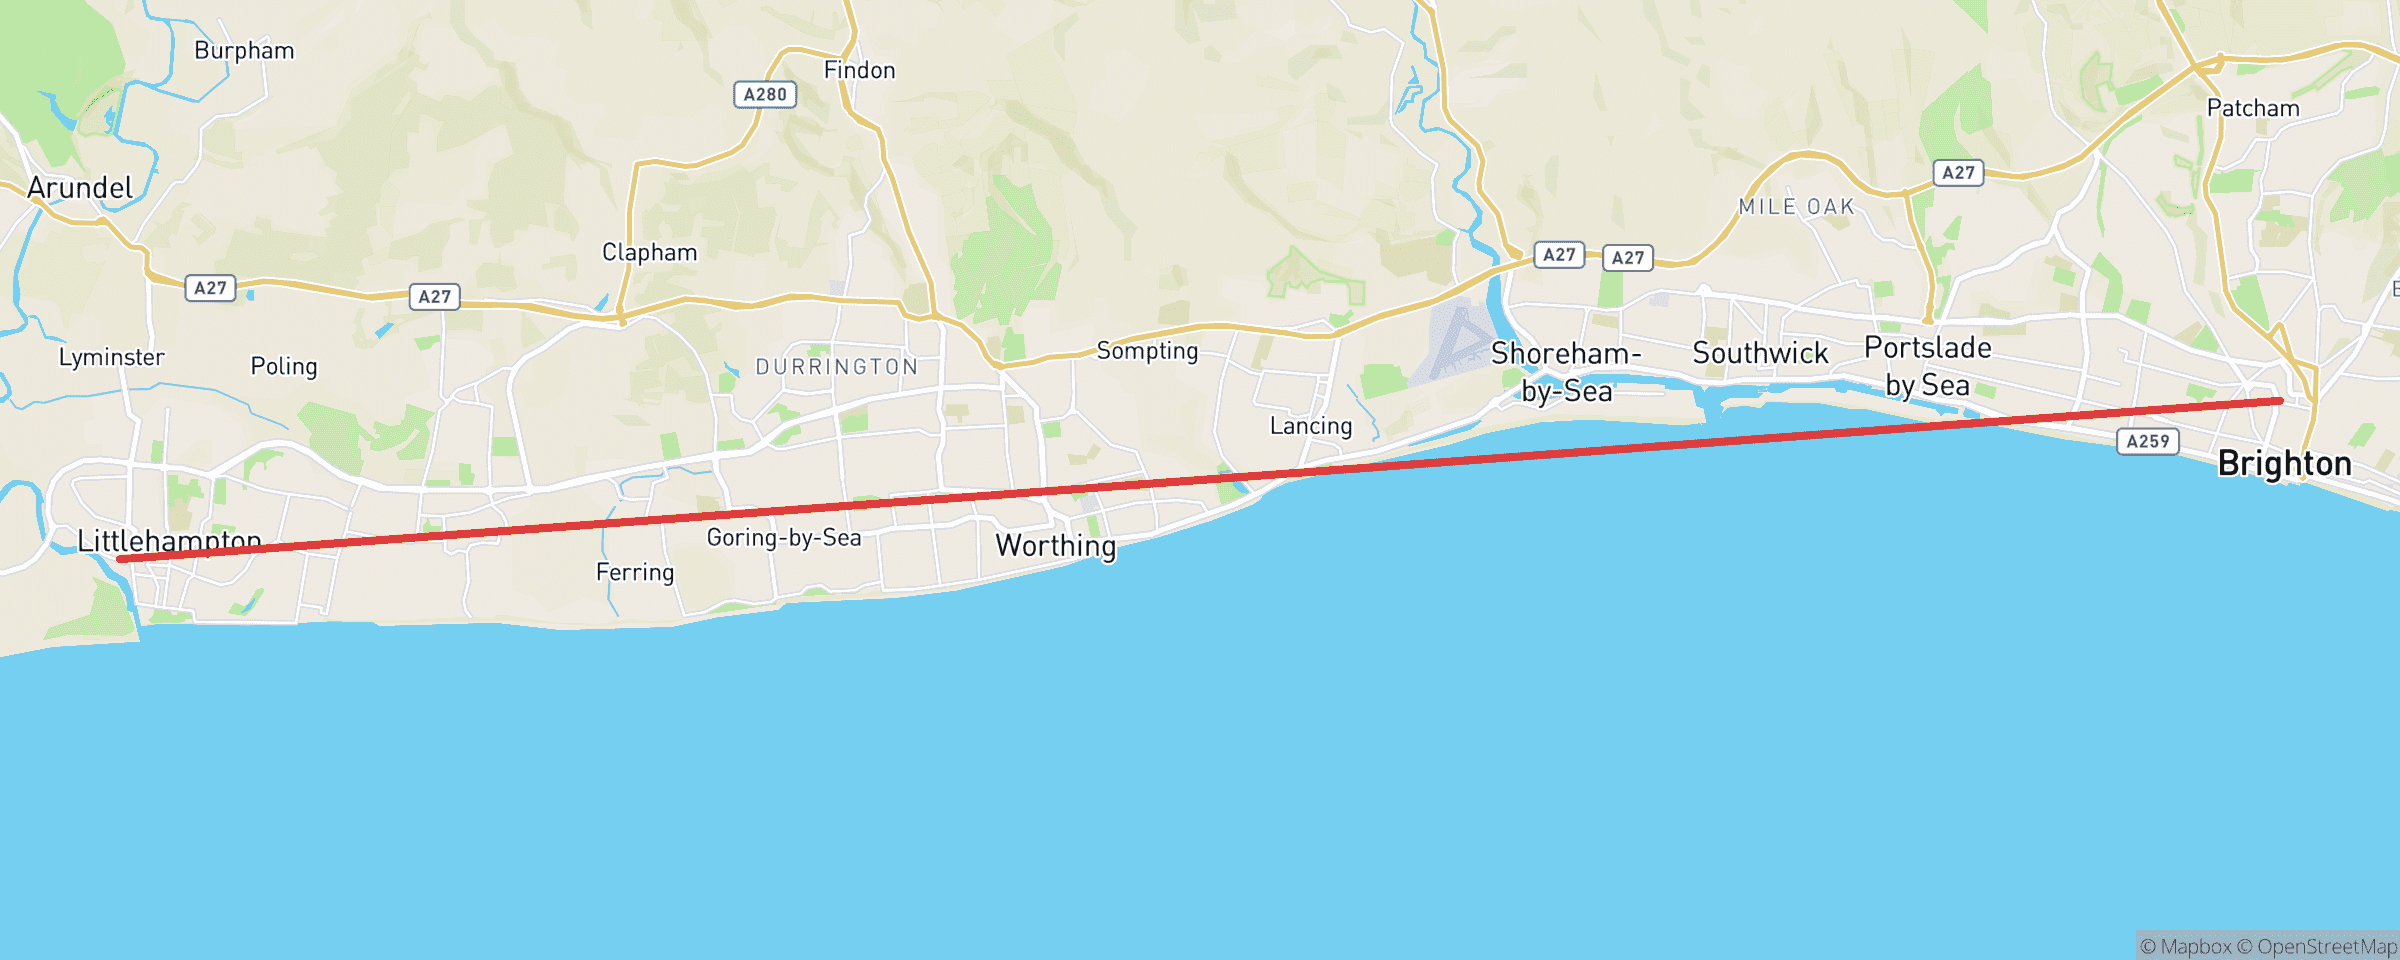 Burpham
Findon
A280
Patcham
Arundel
A27
MILE OAK
Clapham
A27
A27
A27
A27
Lyminster
Poling
DURRINGTON
Sompting
Shoreham-
by-Sea
Southwick
Portslade
by Sea
Lancing
A259
Brighton
Littlehampton
Goring-by-Sea
Worthing
Ferring
© Mapbox © OpenStreetMap